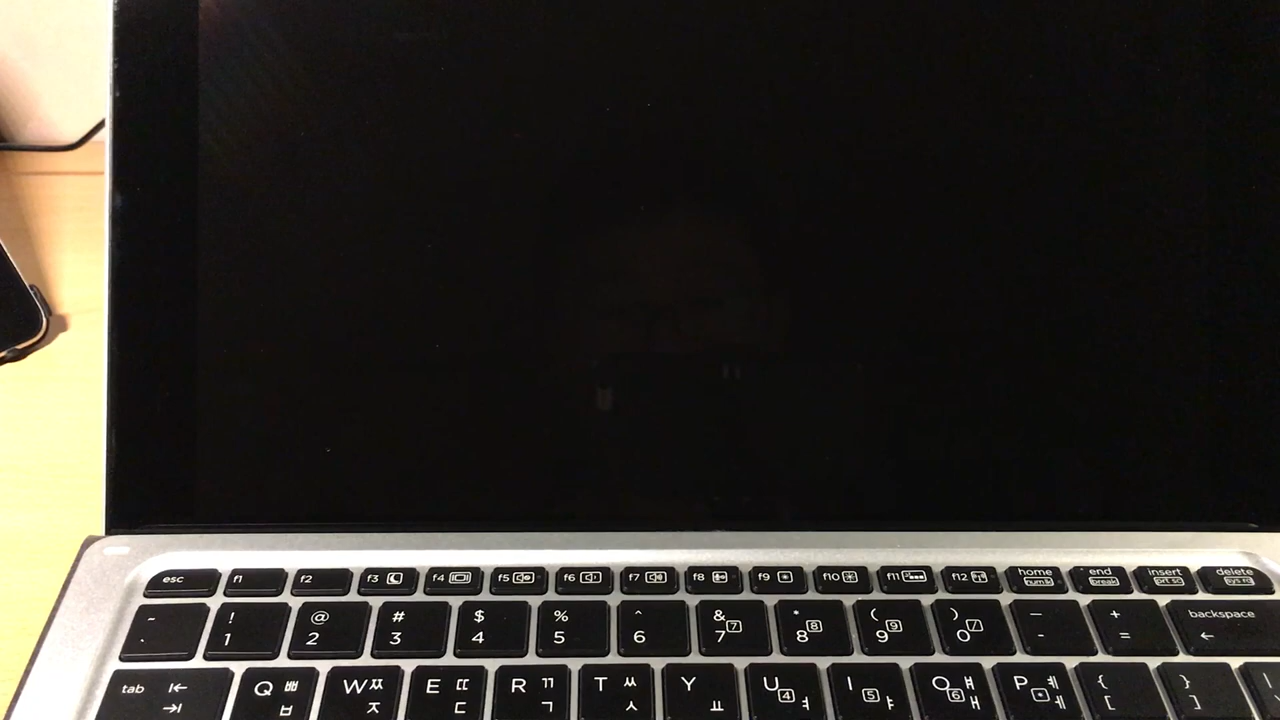 esc f1 f2 f3 f4 f5 f6 f7 f8 f9 f10 f11 f12 home num lk end break insert prt sc delete sys rq
~ ` ! 1 @ 2 # 3 $ 4 % 5 ^ 6 & 7 7 * 8 8 ( 9 9 ) 0 / — - + = backspace
tab Q ㅃ ㅂ W ㅉ ㅈ E ㄸ ㄷ R ㄲ ㄱ T ㅆ ㅅ Y ㅛ U 4 ㅕ I 5 ㅑ O 6 ㅒ P * ㅖ ㅔ { [ } ] |